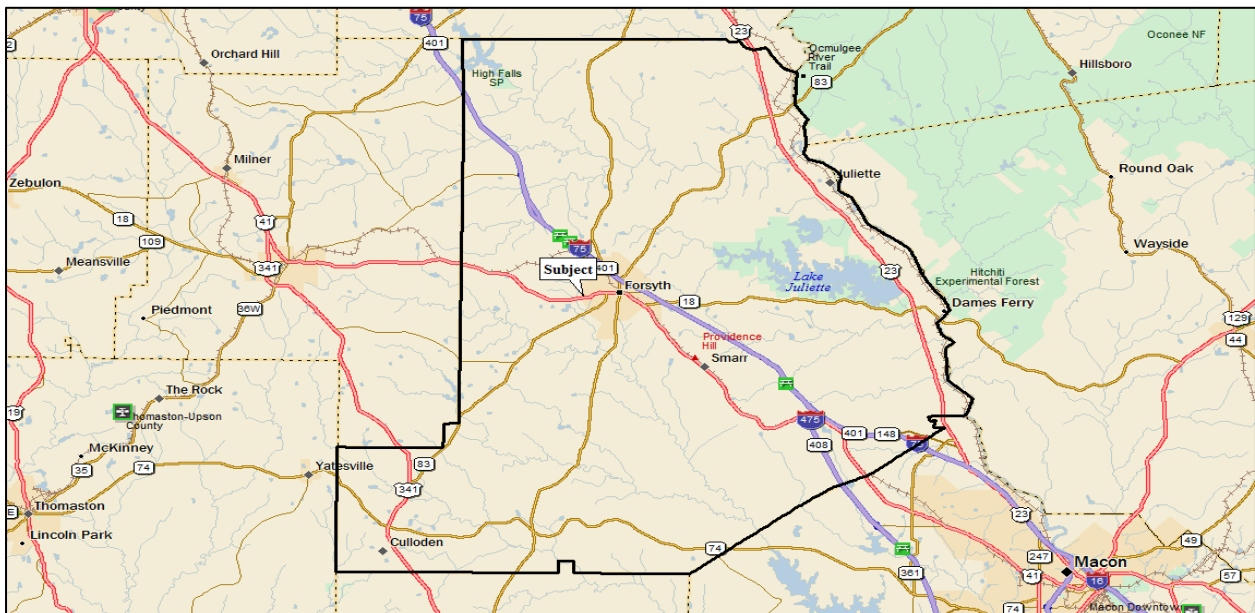 75
401
23
Oconee NF
Orchard Hill
Ocmulgee
River
Trail
Hillsboro
High Falls
SP
83
Milner
Juliette
Round Oak
Zebulon
18
41
109
Wayside
341
75
23
Meansville
Subject
401
Lake
Juliette
Hitchiti
Experimental Forest
Forsyth
18
Dames Ferry
36W
Piedmont
129
44
Providence
Hill
Smarr
The Rock
19
Thomaston-Upson
County
475
401
148
75
408
McKinney
35
74
Yatesville
83
341
Thomaston
E
23
Lincoln Park
Culloden
74
247
49
361
41
Macon
16
57
74
Macon Downtown